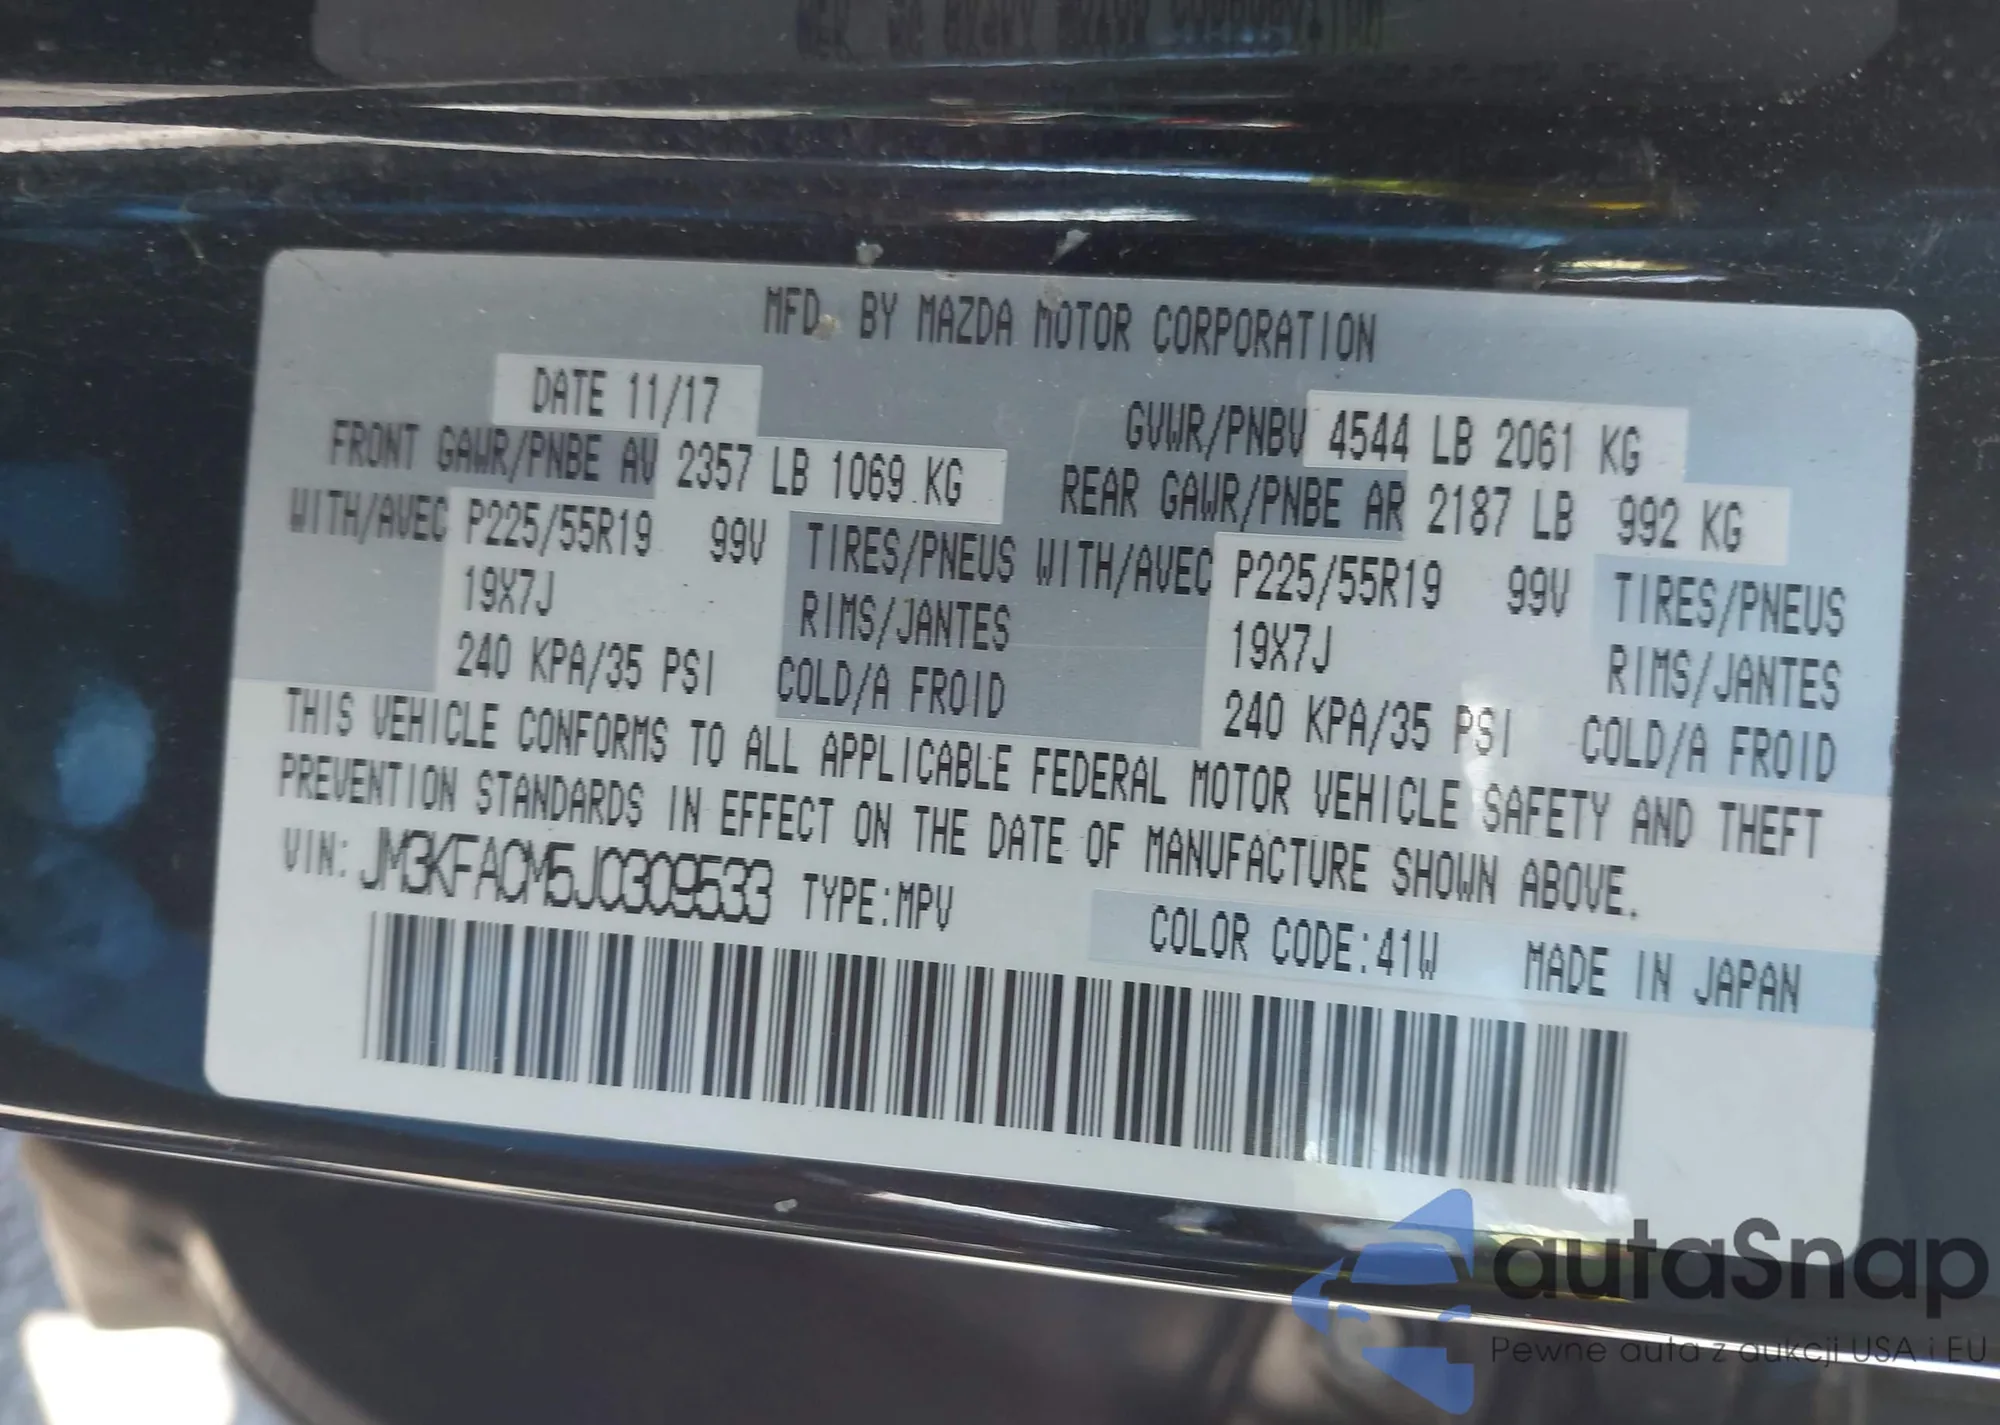 MFD. BY MAZDA MOTOR CORPORATION
DATE 11/17
GVWR/PNBV 4544 LB 2061 KG
FRONT GAWR/PNBE AV 2357 LB 1069 KG
REAR GAWR/PNBE AR 2187 LB 992 KG
WITH/AVEC P225/55R19 99V TIRES/PNEUS WITH/AVEC P225/55R19 99V TIRES/PNEUS
19X7J RIMS/JANTES 19X7J RIMS/JANTES
240 KPA/35 PSI COLD/A FROID 240 KPA/35 PSI COLD/A FROID
THIS VEHICLE CONFORMS TO ALL APPLICABLE FEDERAL MOTOR VEHICLE SAFETY AND THEFT
PREVENTION STANDARDS IN EFFECT ON THE DATE OF MANUFACTURE SHOWN ABOVE.
VIN: JM3KFACM5J0309533 TYPE:MPV
COLOR CODE:41W MADE IN JAPAN
autaSnap
Pewne auta z aukcji USA i EU